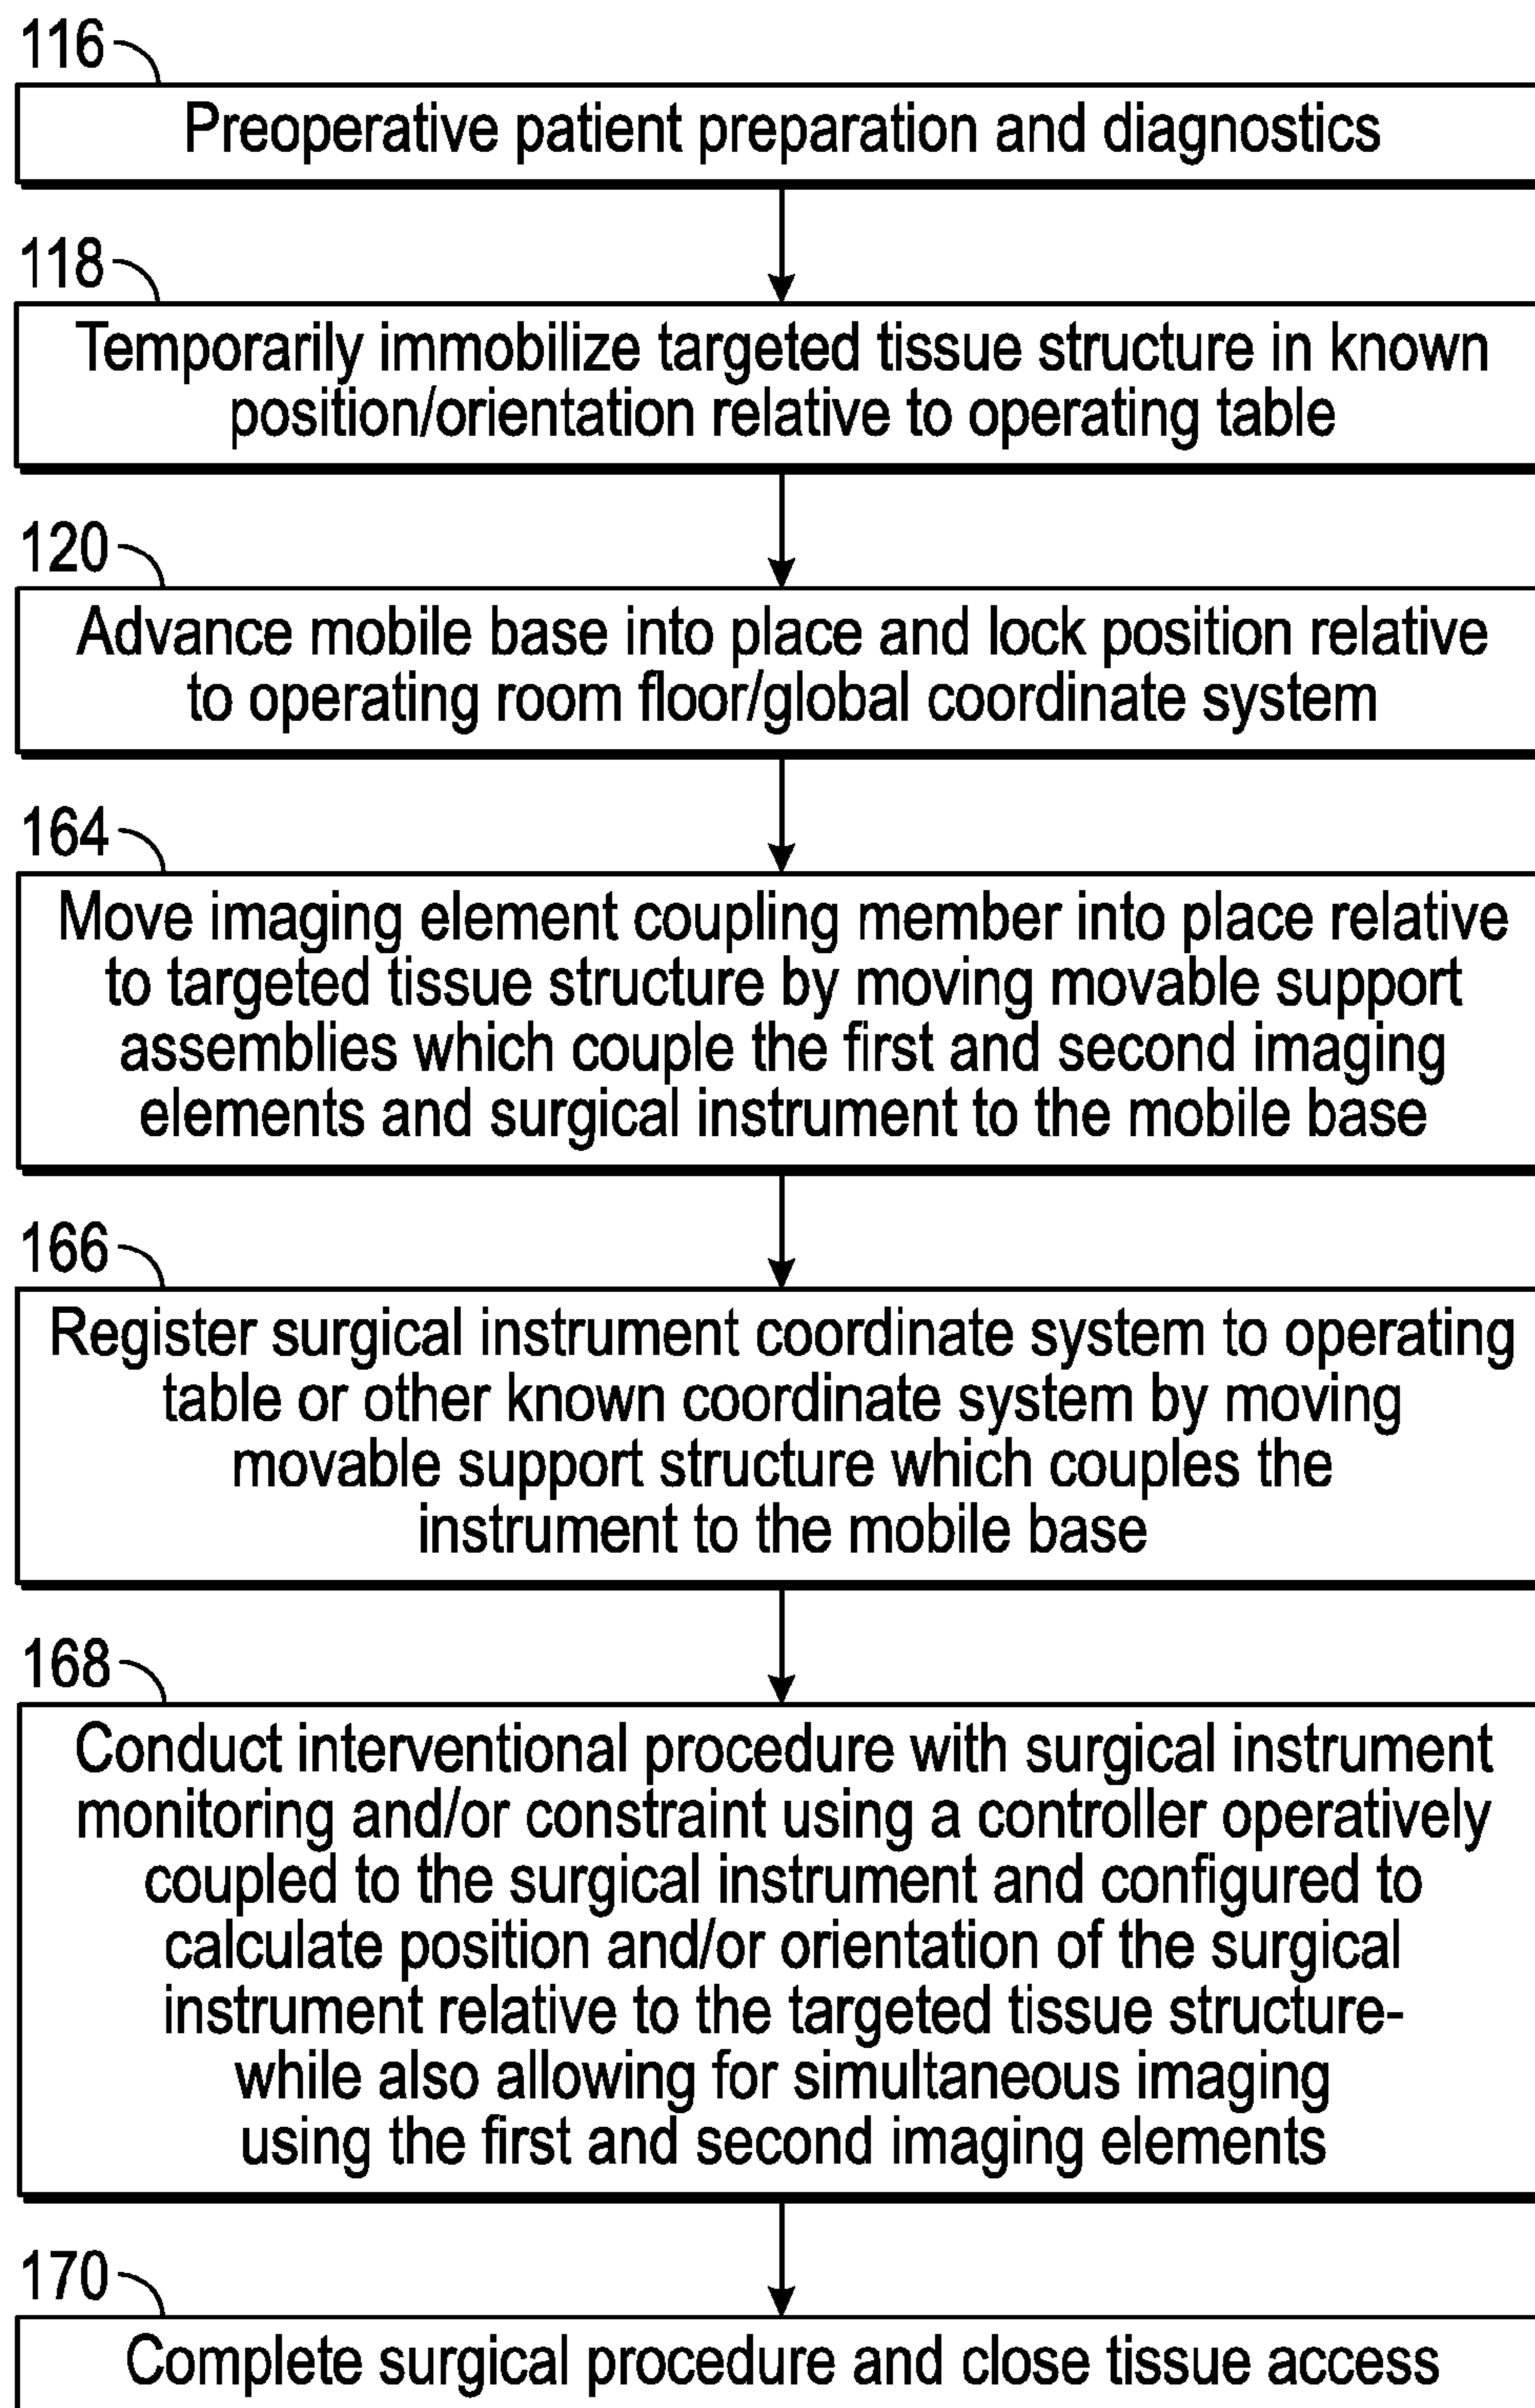 116
Preoperative patient preparation and diagnostics
118
Temporarily immobilize targeted tissue structure in known
position/orientation relative to operating table
120
Advance mobile base into place and lock position relative
to operating room floor/global coordinate system
164
Move imaging element coupling member into place relative
to targeted tissue structure by moving movable support
assemblies which couple the first and second imaging
elements and surgical instrument to the mobile base
166
Register surgical instrument coordinate system to operating
table or other known coordinate system by moving
movable support structure which couples the
instrument to the mobile base
168
Conduct interventional procedure with surgical instrument
monitoring and/or constraint using a controller operatively
coupled to the surgical instrument and configured to
calculate position and/or orientation of the surgical
instrument relative to the targeted tissue structure-
while also allowing for simultaneous imaging
using the first and second imaging elements
170
Complete surgical procedure and close tissue access